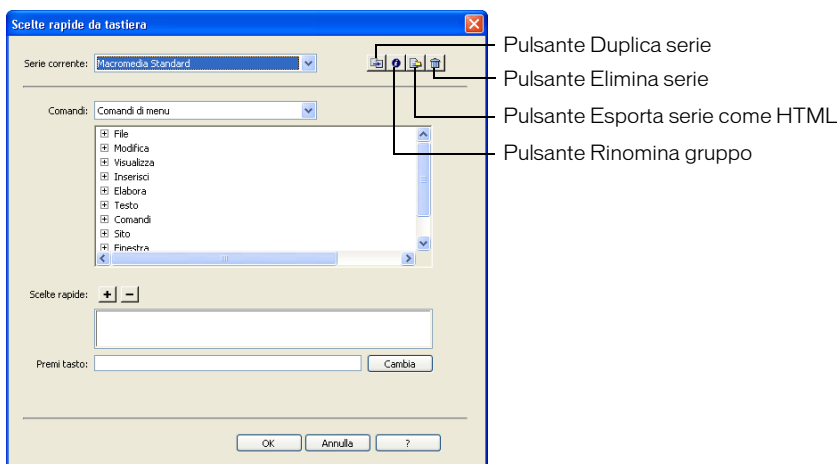 Scelte rapide da tastiera
Serie corrente: Macromedia Standard
Pulsante Duplica serie
Pulsante Elimina serie
Pulsante Esporta serie come HTML
Pulsante Rinomina gruppo
Comandi: Comandi di menu
File
Modifica
Visualizza
Inserisci
Elabora
Testo
Comandi
Sito
Finestra
Scelte rapide: + −
Premi tasto: Cambia
OK Annulla ?